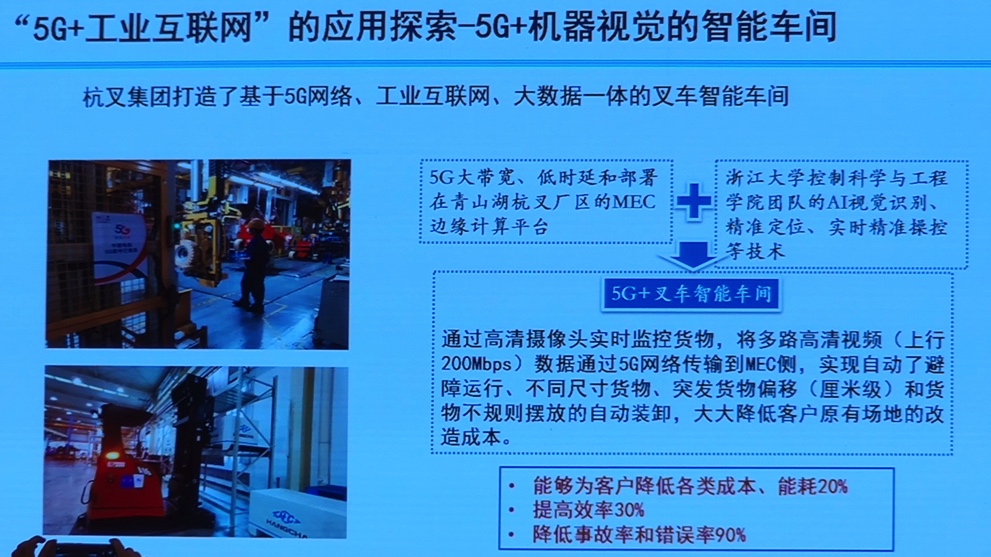 “5G+工业互联网”的应用探索-5G+机器视觉的智能车间
杭叉集团打造了基于5G网络、工业互联网、大数据一体的叉车智能车间
5G大带宽、低时延和部署
在青山湖杭叉厂区的MEC
边缘计算平台
浙江大学控制科学与工程
学院团队的AI视觉识别、
精准定位、实时精准操控
等技术
5G+叉车智能车间
通过高清摄像头实时监控货物，将多路高清视频（上行
200Mbps）数据通过5G网络传输到MEC侧，实现自动了避
障运行、不同尺寸货物、突发货物偏移（厘米级）和货
物不规则摆放的自动装卸，大大降低客户原有场地的改
造成本。
• 能够为客户降低各类成本、能耗20%
• 提高效率30%
• 降低事故率和错误率90%
5G
HANGCHA